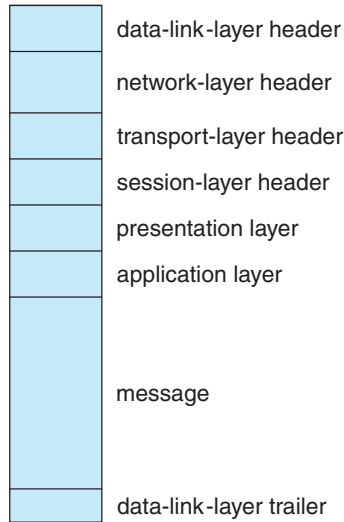 data-link-layer header
network-layer header
transport-layer header
session-layer header
presentation layer
application layer
message
data-link-layer trailer